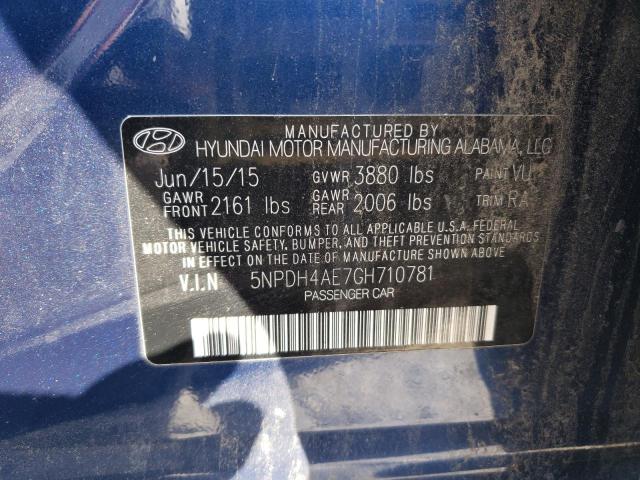 MANUFACTURED BY
HYUNDAI MOTOR MANUFACTURING ALABAMA, LLC
Jun/15/15 GVWR 3880 lbs PAINT VU
GAWR FRONT 2161 lbs GAWR REAR 2006 lbs TRIM RA
THIS VEHICLE CONFORMS TO ALL APPLICABLE U.S.A. FEDERAL
MOTOR VEHICLE SAFETY, BUMPER, AND THEFT PREVENTION
STANDARDS IN EFFECT ON THE DATE OF MANUFACTURE SHOWN ABOVE.
V.I.N 5NPDH4AE7GH710781
PASSENGER CAR